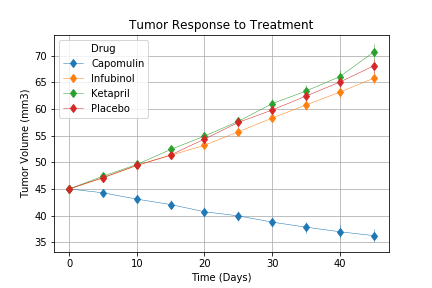 Tumor Response to Treatment
Drug
Capomulin
Infubinol
Ketapril
Placebo
70
65
60
55
50
45
40
35
Tumor Volume (mm3)
0 10 20 30 40
Time (Days)